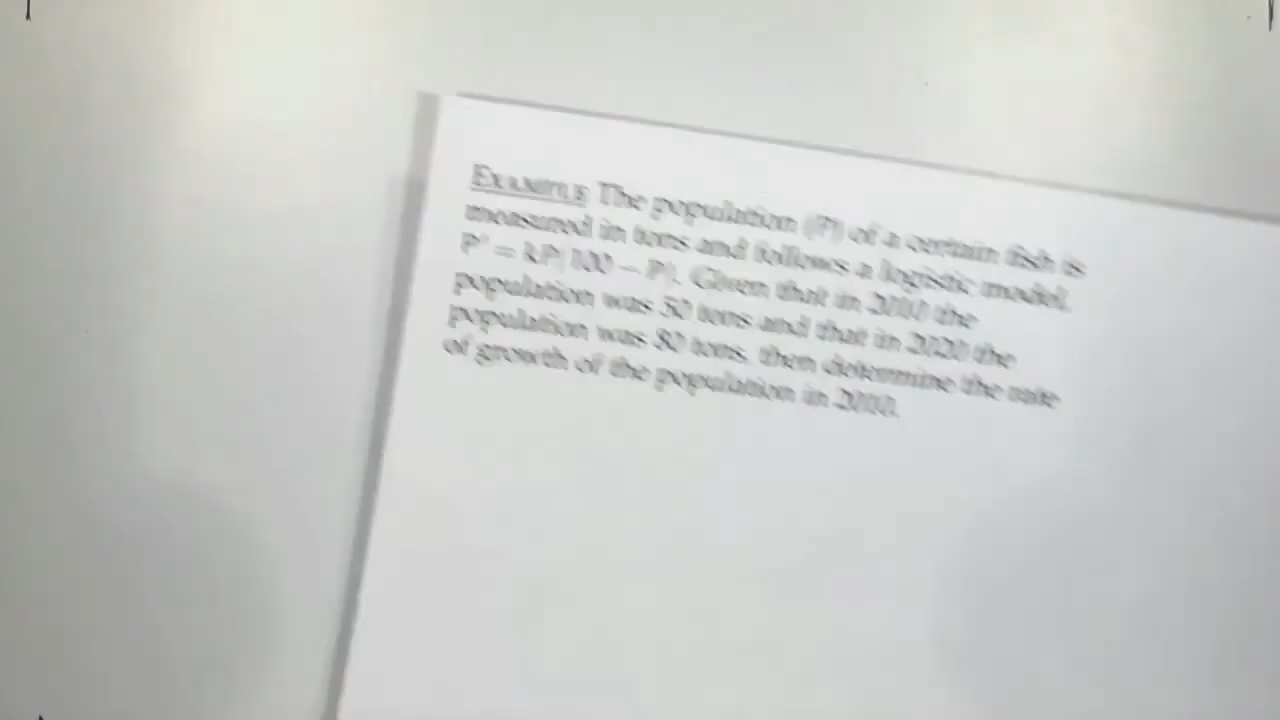 EXAMPLE The population (P) of a certain fish is
measured in tons and follows a logistic model,
P' = kP(100 − P). Given that in 2010 the
population was 50 tons and that in 2020 the
population was 80 tons, then determine the rate
of growth of the population in 2010.